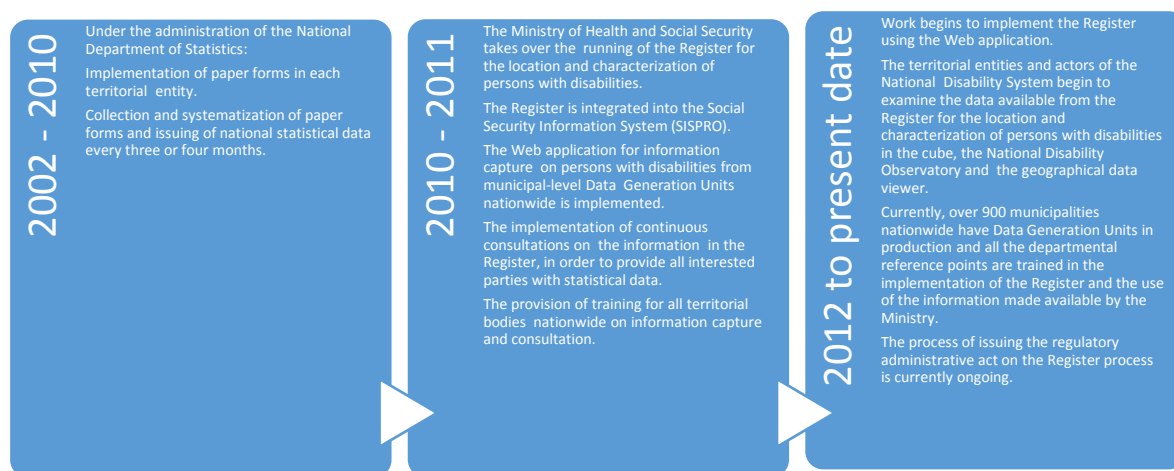 2002 - 2010
Under the administration of the National
Department of Statistics:
Implementation of paper forms in each
territorial entity.
Collection and systematization of paper
forms and issuing of national statistical data
every three or four months.
2010 - 2011
The Ministry of Health and Social Security
takes over the running of the Register for
the location and characterization of
persons with disabilities.
The Register is integrated into the Social
Security Information System (SISPRO).
The Web application for information
capture on persons with disabilities from
municipal-level Data Generation Units
nationwide is implemented.
The implementation of continuous
consultations on the information in the
Register, in order to provide all interested
parties with statistical data.
The provision of training for all territorial
bodies nationwide on information capture
and consultation.
2012 to present date
Work begins to implement the Register
using the Web application.
The territorial entities and actors of the
National Disability System begin to
examine the data available from the
Register for the location and
characterization of persons with disabilities
in the cube, the National Disability
Observatory and the geographical data
viewer.
Currently, over 900 municipalities
nationwide have Data Generation Units in
production and all the departmental
reference points are trained in the
implementation of the Register and the use
of the information made available by the
Ministry.
The process of issuing the regulatory
administrative act on the Register process
is currently ongoing.